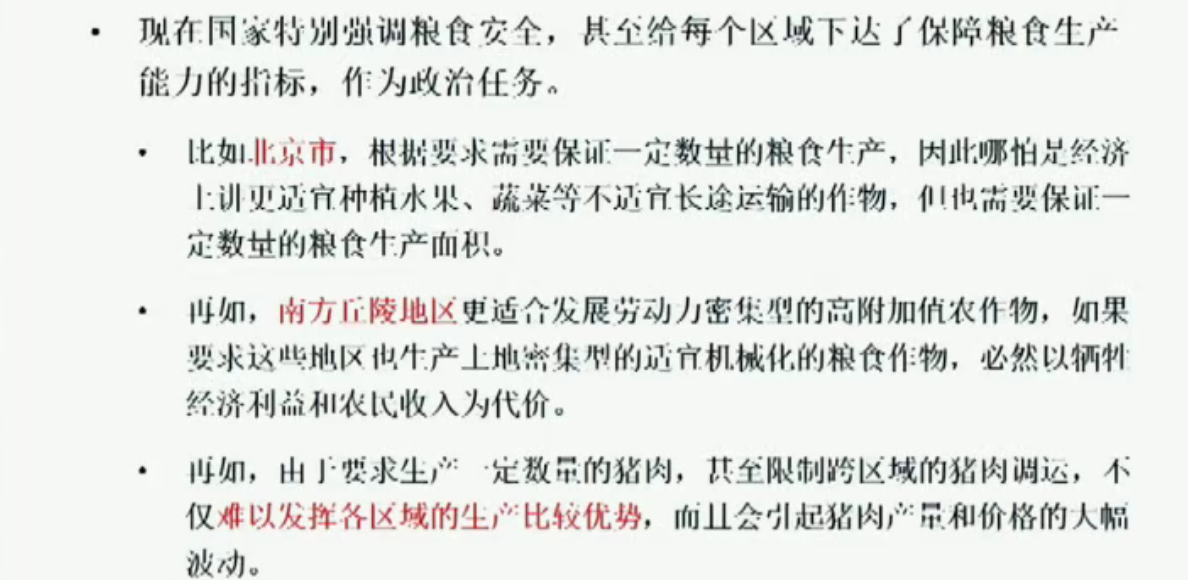 • 现在国家特别强调粮食安全，甚至给每个区域下达了保障粮食生产
能力的指标，作为政治任务。
• 比如北京市，根据要求需要保证一定数量的粮食生产，因此哪怕是经济
上讲更适宜种植水果、蔬菜等不适宜长途运输的作物，但也需要保证一
定数量的粮食生产面积。
• 再如，南方丘陵地区更适合发展劳动力密集型的高附加值农作物，如果
要求这些地区也生产土地密集型的适宜机械化的粮食作物，必然以牺牲
经济利益和农民收入为代价。
• 再如，由于要求生产一定数量的猪肉，甚至限制跨区域的猪肉调运，不
仅难以发挥各区域的生产比较优势，而且会引起猪肉产量和价格的大幅
波动。